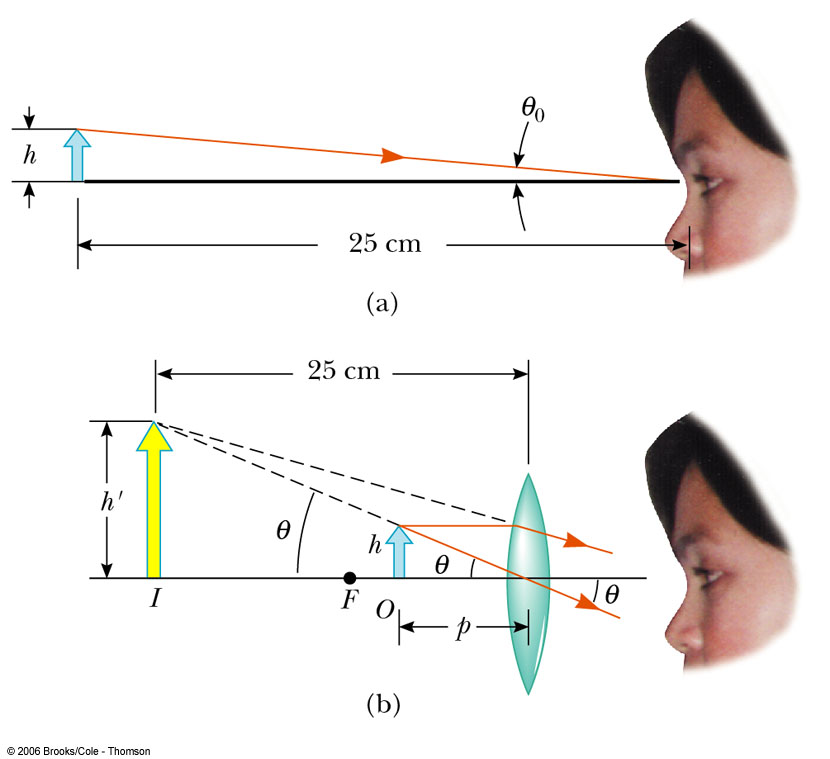 θ₀
h
25 cm
(a)
25 cm
h′
θ
h
θ
θ
I
F
O
p
(b)
© 2006 Brooks/Cole - Thomson